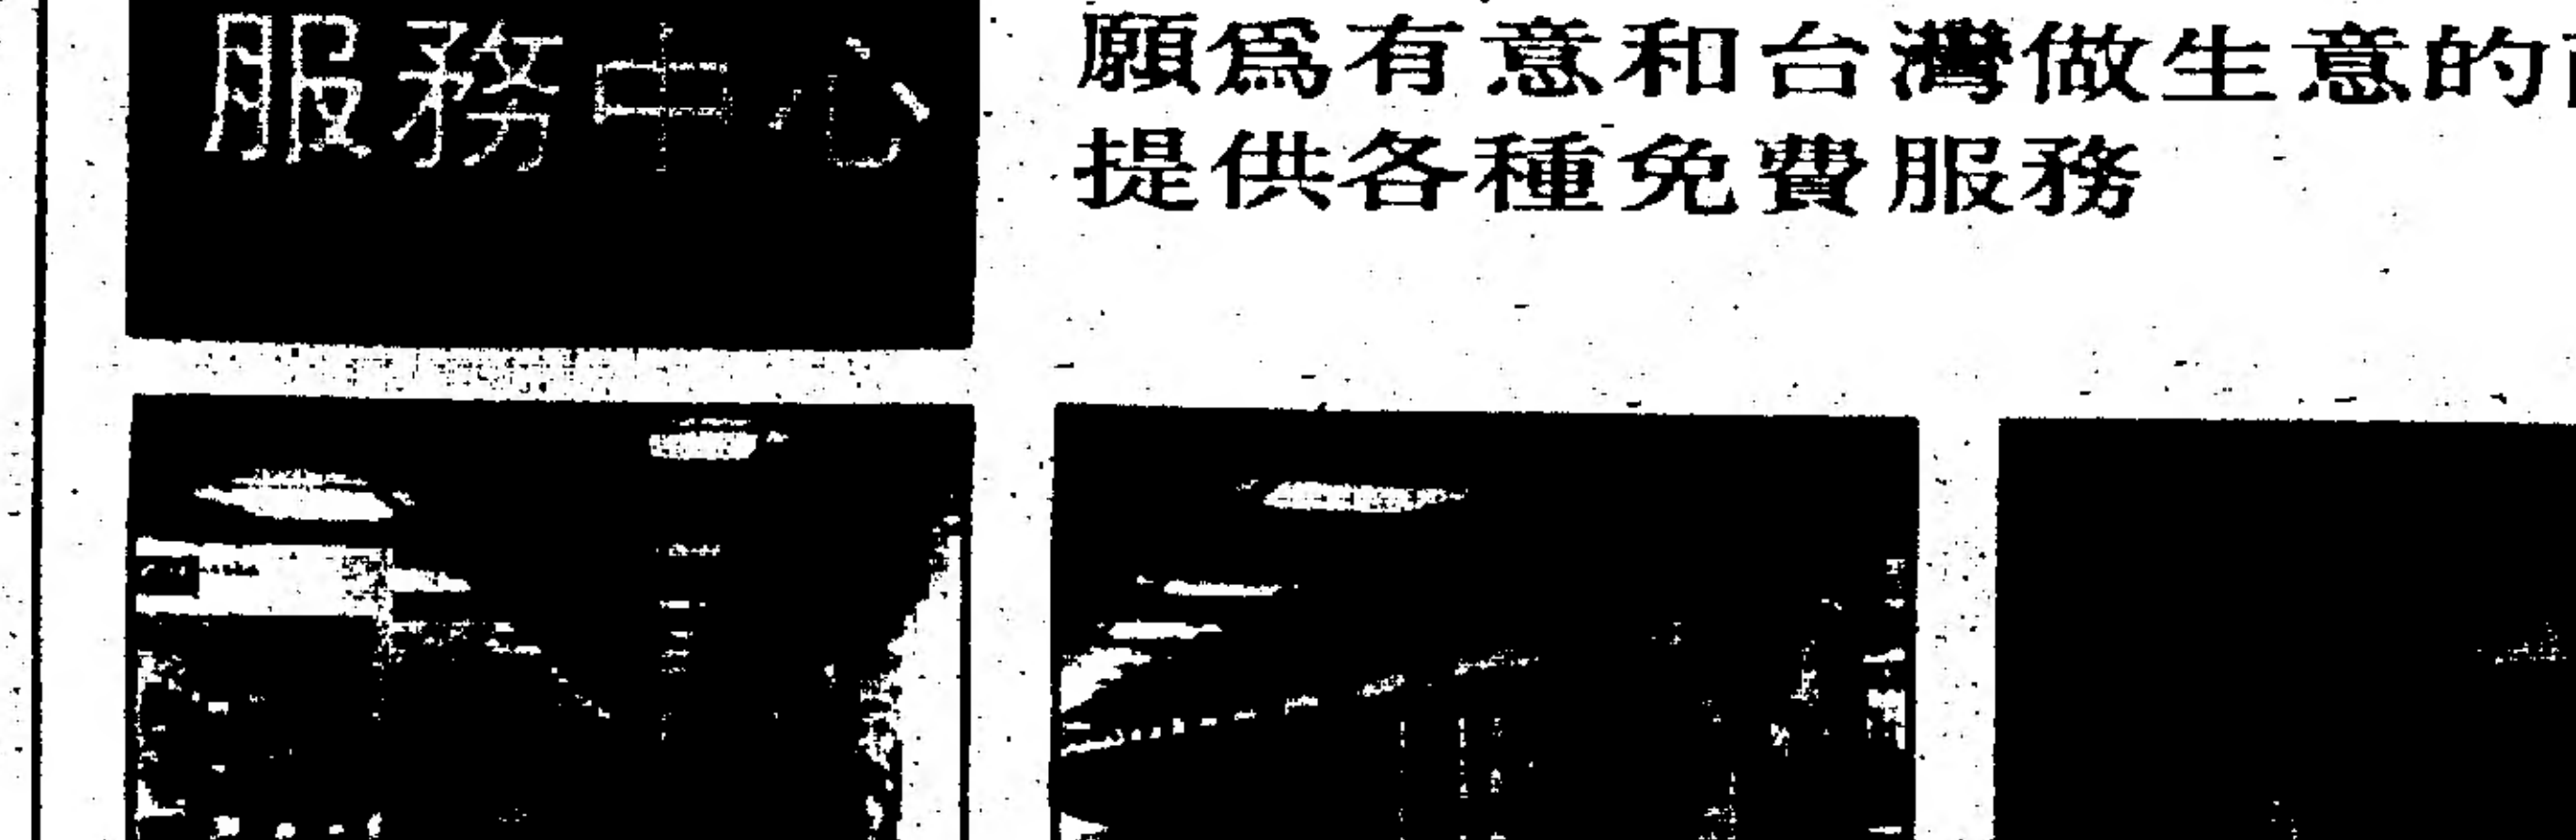 服務中心
願爲有意和台灣做生意的
提供各種免費服務